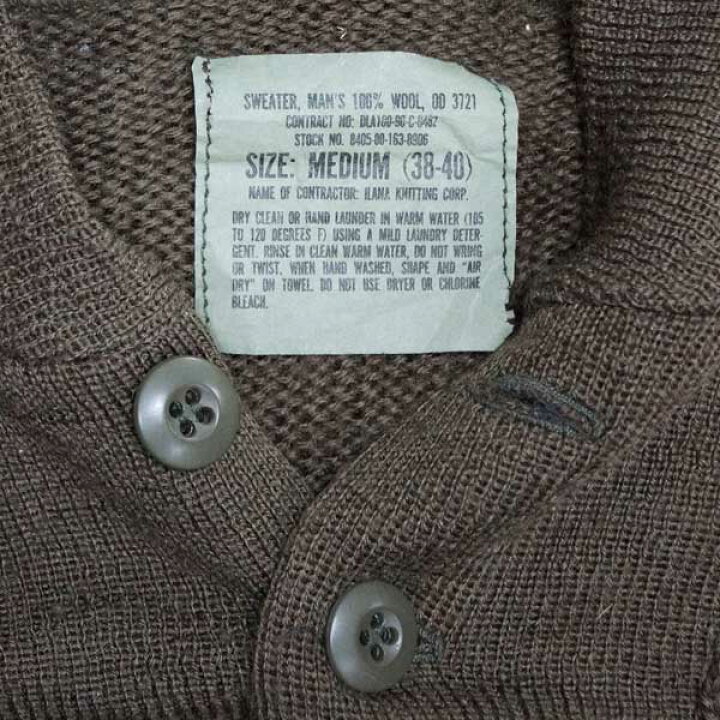 SWEATER, MAN'S 100% WOOL, OD 3721
CONTRACT NO: DLA100-90-C-0462
STOCK NO. 8405-00-163-8906
SIZE: MEDIUM (38-40)
NAME OF CONTRACTOR: ILANA KNITTING CORP.
DRY CLEAN OR HAND LAUNDER IN WARM WATER (105
TO 120 DEGREES F) USING A MILD LAUNDRY DETER-
GENT. RINSE IN CLEAN WARM WATER, DO NOT WRING
OR TWIST, WHEN HAND WASHED, SHAPE AND "AIR
DRY" ON TOWEL. DO NOT USE DRYER OR CHLORINE
BLEACH.